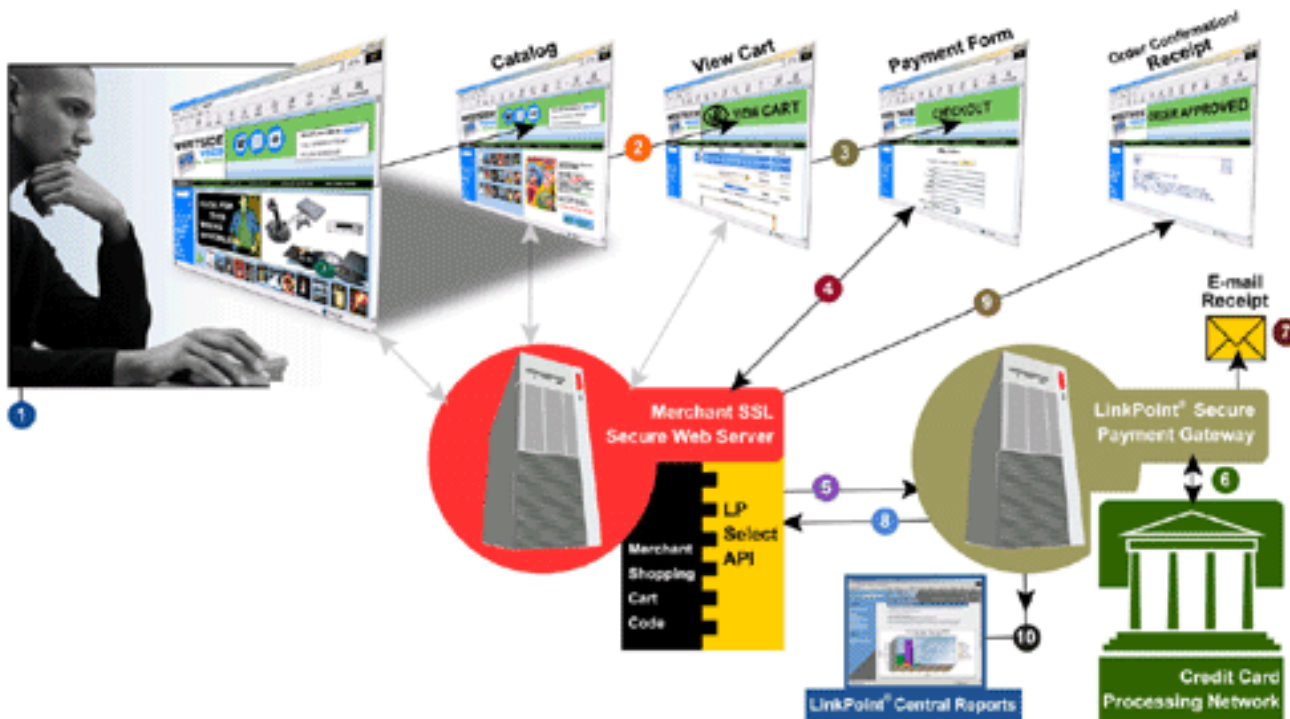 Catalog
View Cart
Payment Form
Order Confirmation/
Receipt
VIEW CART
CHECKOUT
ORDER APPROVED
2
3
4
9
E-mail
Receipt
7
1
Merchant SSL
Secure Web Server
LinkPoint® Secure
Payment Gateway
5
6
8
LP
Select
API
Merchant
Shopping
Cart
Code
10
LinkPoint® Central Reports
Credit Card
Processing Network